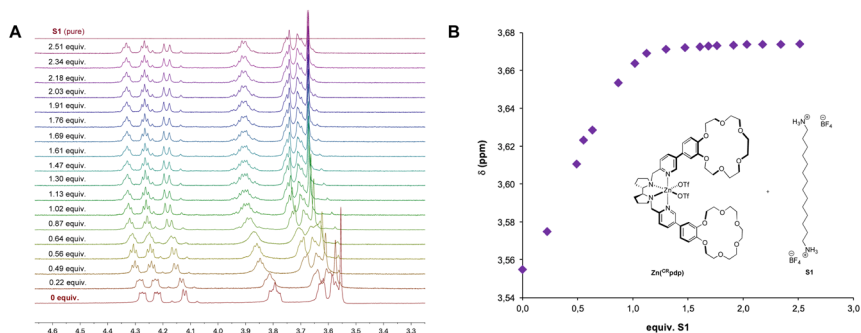 A
S1 (pure)
2.51 equiv.
2.34 equiv.
2.18 equiv.
2.03 equiv.
1.91 equiv.
1.76 equiv.
1.69 equiv.
1.61 equiv.
1.47 equiv.
1.30 equiv.
1.13 equiv.
1.02 equiv.
0.87 equiv.
0.64 equiv.
0.56 equiv.
0.49 equiv.
0.22 equiv.
0 equiv.
4.6 4.5 4.4 4.3 4.2 4.1 4.0 3.9 3.8 3.7 3.6 3.5 3.4 3.3
B
δ (ppm)
3,68
3,66
3,64
3,62
3,60
3,58
3,56
3,54
0,0 0,5 1,0 1,5 2,0 2,5 3,0
equiv. S1
O O
O O
O O
N
N
Zn
OTf
OTf
N
N
O O
O O
O O
Zn(CRpdp)
+
H3N
BF4
NH3
BF4
S1